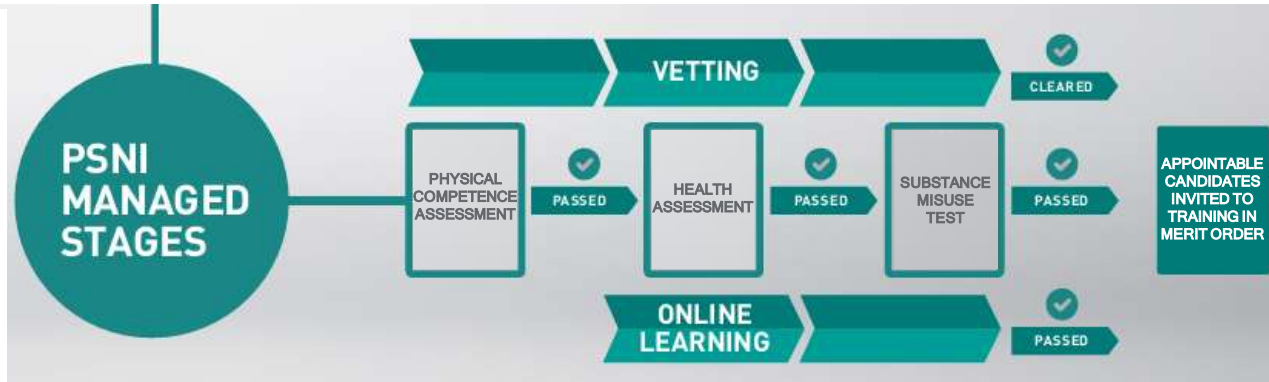 VETTING
CLEARED
PSNI
MANAGED
STAGES
PHYSICAL
COMPETENCE
ASSESSMENT
PASSED
HEALTH
ASSESSMENT
PASSED
SUBSTANCE
MISUSE
TEST
PASSED
APPOINTABLE
CANDIDATES
INVITED TO
TRAINING IN
MERIT ORDER
ONLINE
LEARNING
PASSED